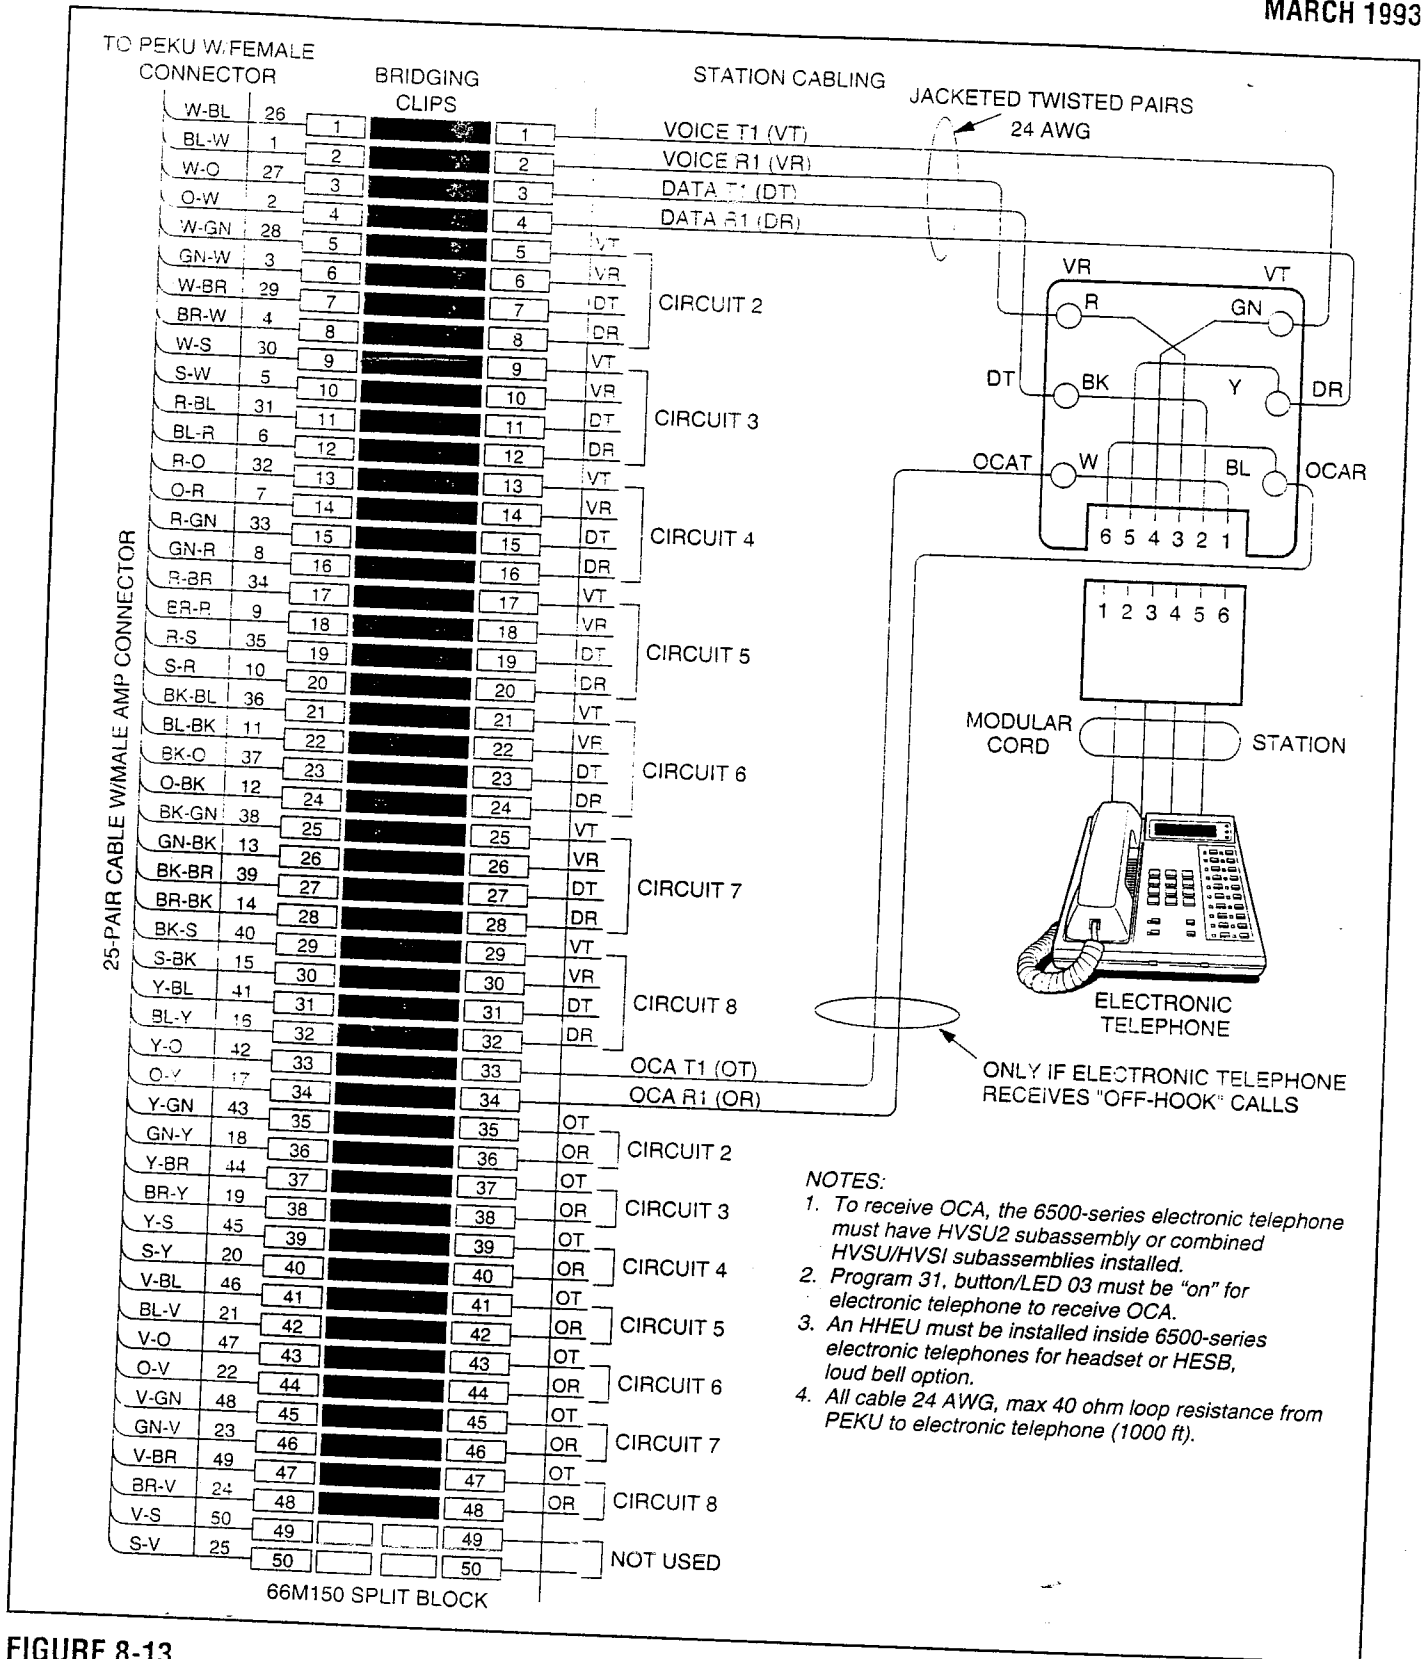 MARCH 1993
TO PEKU W/FEMALE
CONNECTOR
BRIDGING
CLIPS
STATION CABLING
JACKETED TWISTED PAIRS
24 AWG
25-PAIR CABLE W/MALE AMP CONNECTOR
W-BL 26 1 1 VOICE T1 (VT)
BL-W 1 2 2 VOICE R1 (VR)
W-O 27 3 3 DATA T1 (DT)
O-W 2 4 4 DATA R1 (DR)
W-GN 28 5 5 VT
GN-W 3 6 6 VR
W-BR 29 7 7 DT
BR-W 4 8 8 DR
CIRCUIT 2
W-S 30 9 9 VT
S-W 5 10 10 VR
R-BL 31 11 11 DT
BL-R 6 12 12 DR
CIRCUIT 3
R-O 32 13 13 VT
O-R 7 14 14 VR
R-GN 33 15 15 DT
GN-R 8 16 16 DR
CIRCUIT 4
R-BR 34 17 17 VT
BR-R 9 18 18 VR
R-S 35 19 19 DT
S-R 10 20 20 DR
CIRCUIT 5
BK-BL 36 21 21 VT
BL-BK 11 22 22 VR
BK-O 37 23 23 DT
O-BK 12 24 24 DR
CIRCUIT 6
BK-GN 38 25 25 VT
GN-BK 13 26 26 VR
BK-BR 39 27 27 DT
BR-BK 14 28 28 DR
CIRCUIT 7
BK-S 40 29 29 VT
S-BK 15 30 30 VR
Y-BL 41 31 31 DT
BL-Y 16 32 32 DR
CIRCUIT 8
Y-O 42 33 33 OCA T1 (OT)
O-Y 17 34 34 OCA R1 (OR)
Y-GN 43 35 35 OT
GN-Y 18 36 36 OR
CIRCUIT 2
Y-BR 44 37 37 OT
BR-Y 19 38 38 OR
CIRCUIT 3
Y-S 45 39 39 OT
S-Y 20 40 40 OR
CIRCUIT 4
V-BL 46 41 41 OT
BL-V 21 42 42 OR
CIRCUIT 5
V-O 47 43 43 OT
O-V 22 44 44 OR
CIRCUIT 6
V-GN 48 45 45 OT
GN-V 23 46 46 OR
CIRCUIT 7
V-BR 49 47 47 OT
BR-V 24 48 48 OR
CIRCUIT 8
V-S 50 49 49
S-V 25 50 50
NOT USED
66M150 SPLIT BLOCK
VR VT
R GN
DT BK Y DR
OCAT W BL OCAR
6 5 4 3 2 1
1 2 3 4 5 6
MODULAR
CORD
STATION
ELECTRONIC
TELEPHONE
ONLY IF ELECTRONIC TELEPHONE
RECEIVES "OFF-HOOK" CALLS
NOTES:
1. To receive OCA, the 6500-series electronic telephone
must have HVSU2 subassembly or combined
HVSU/HVSI subassemblies installed.
2. Program 31, button/LED 03 must be "on" for
electronic telephone to receive OCA.
3. An HHEU must be installed inside 6500-series
electronic telephones for headset or HESB,
loud bell option.
4. All cable 24 AWG, max 40 ohm loop resistance from
PEKU to electronic telephone (1000 ft).
FIGURE 8-13